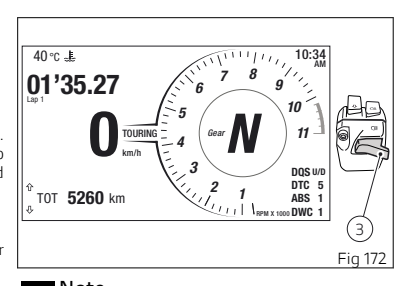 40 °C
10:34
AM
01'35.27
Lap 1
0
TOURING
km/h
Gear N
1
2
3
4
5
6
7
8
9
10
11
RPM X 1000
DQS U/D
DTC 5
ABS 1
DWC 1
TOT 5260 km
3
Fig 172
Note